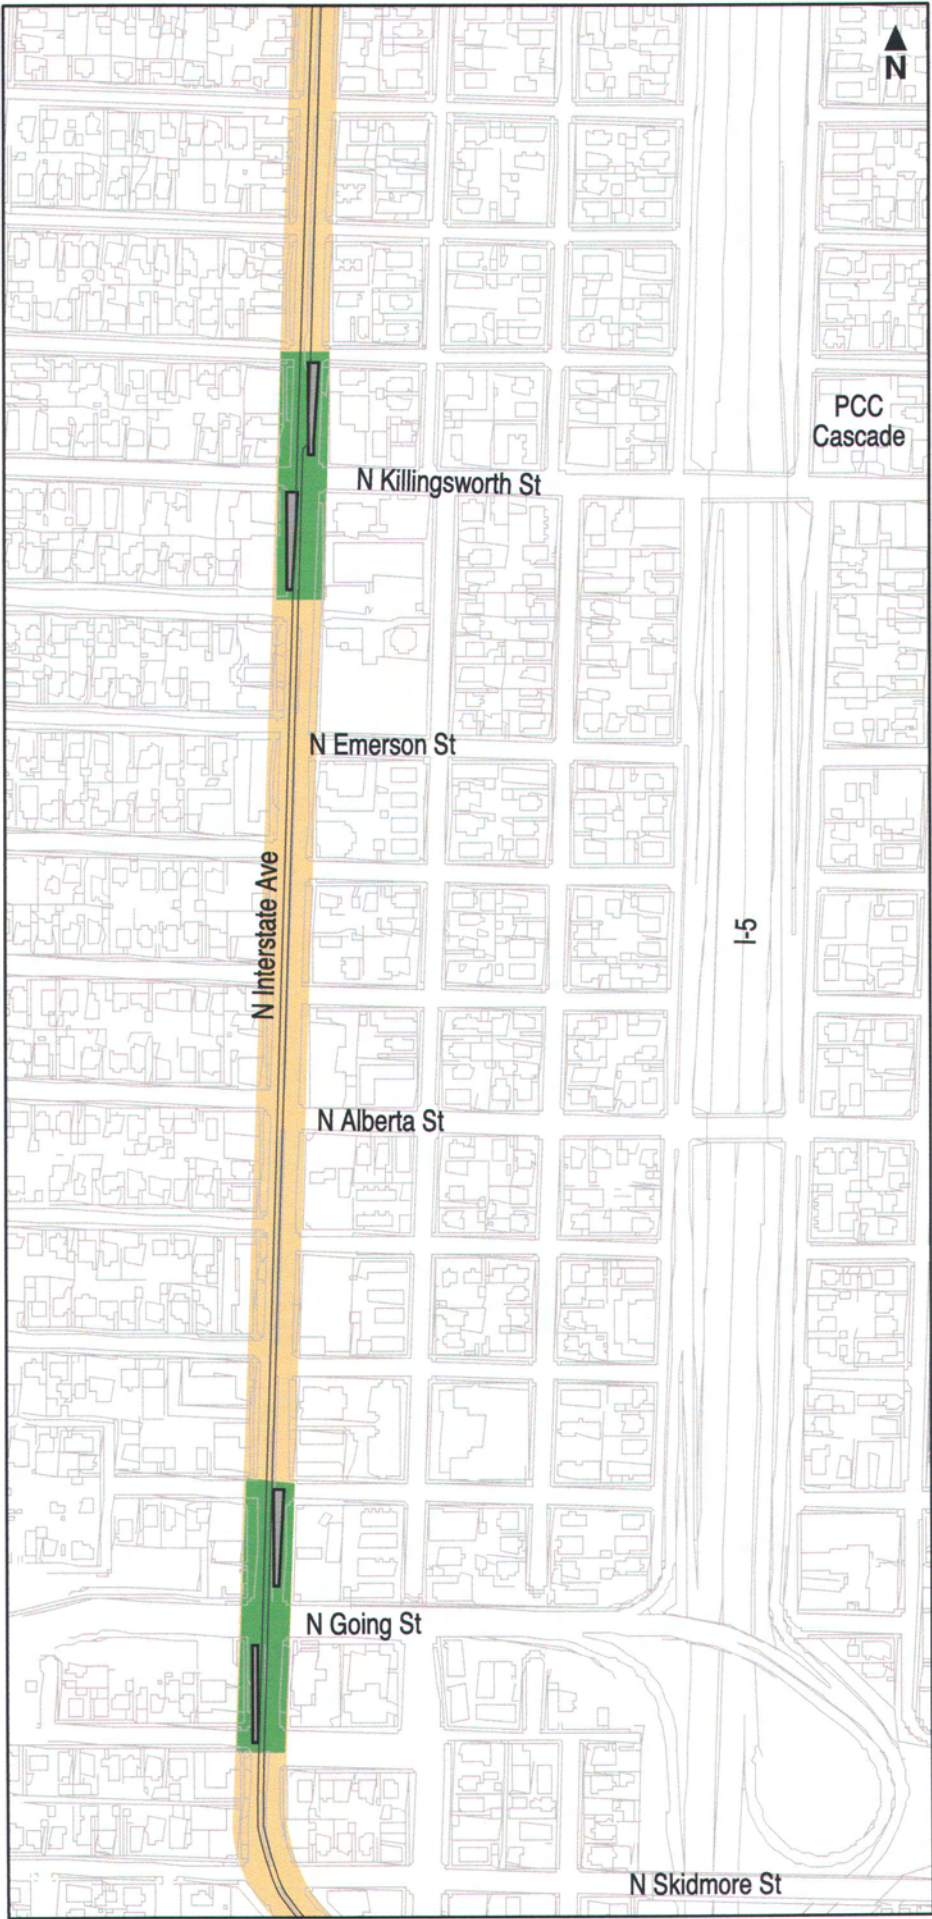 N
PCC
Cascade
N Killingsworth St
N Emerson St
N Interstate Ave
I-5
N Alberta St
N Going St
N Skidmore St